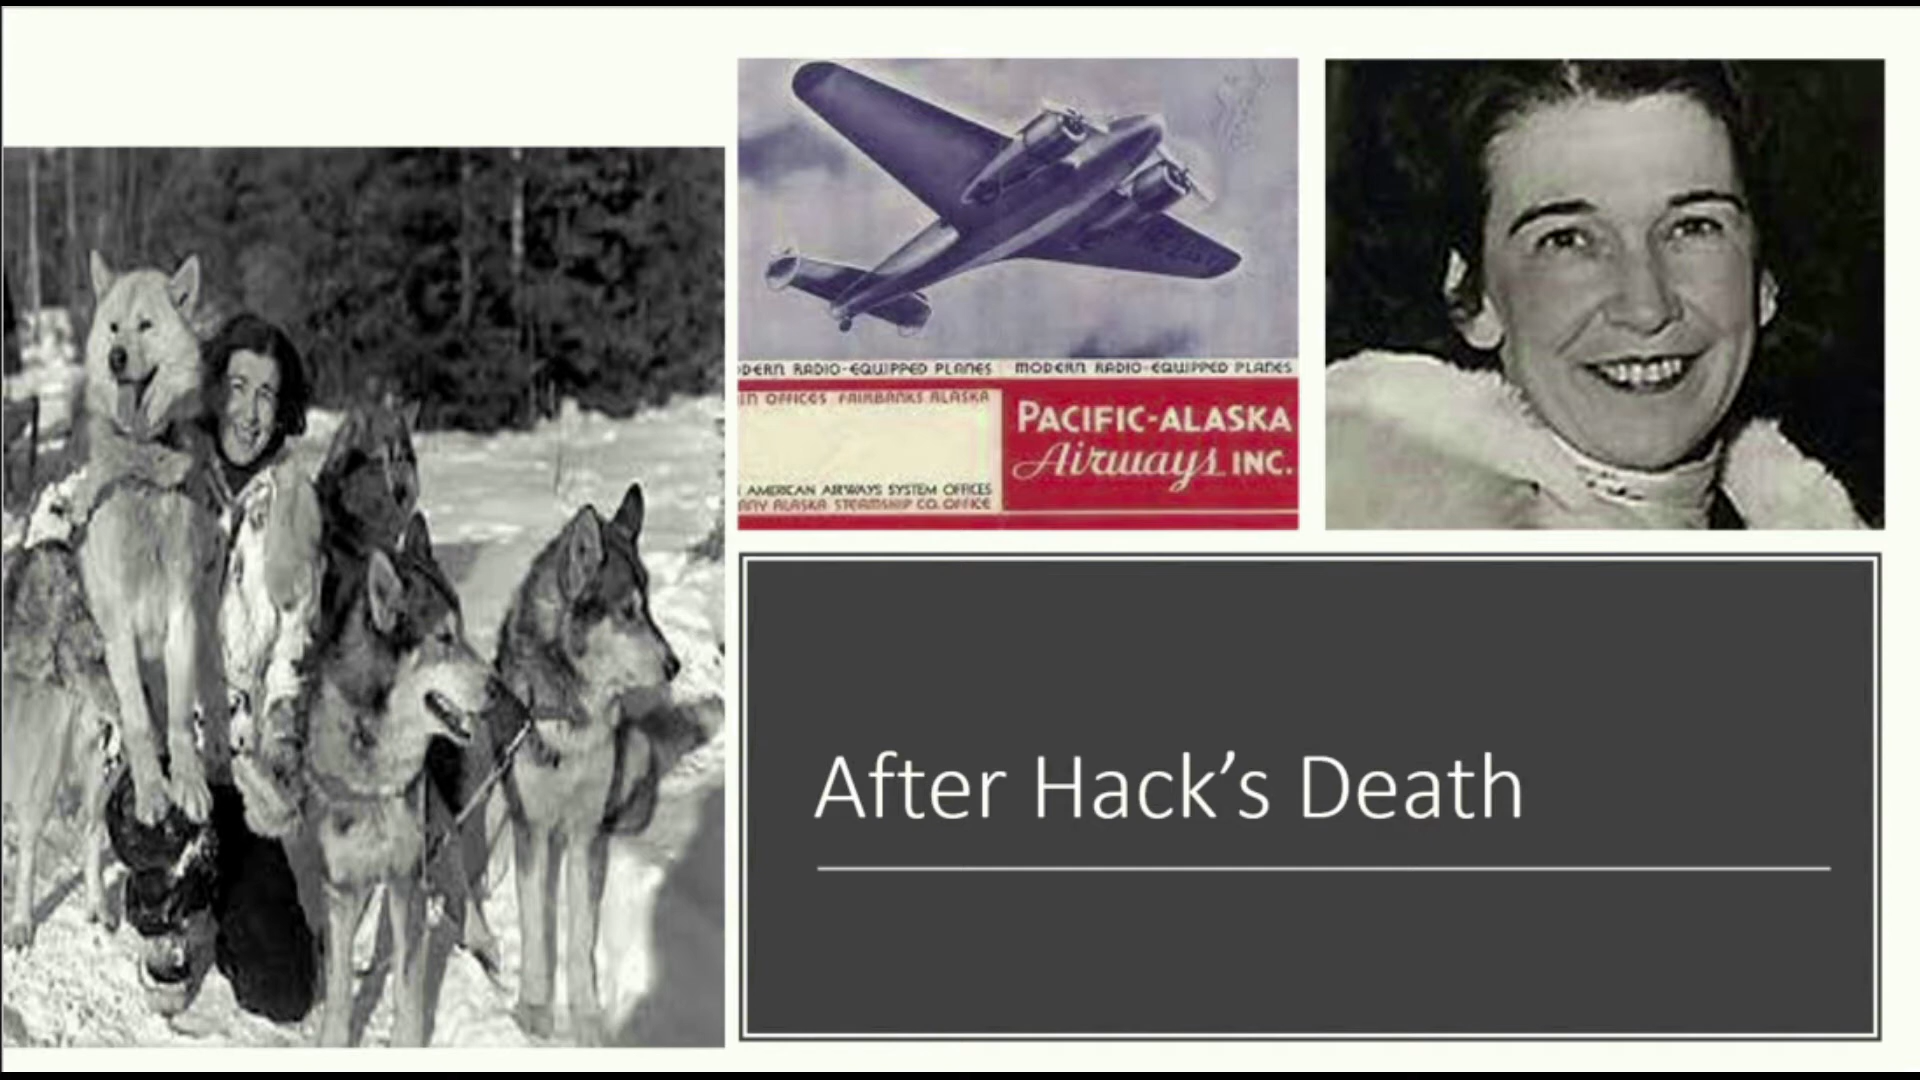 ODERN RADIO-EQUIPPED PLANES MODERN RADIO-EQUIPPED PLANES
IN OFFICES FAIRBANKS ALASKA
PACIFIC-ALASKA
Airways INC.
AMERICAN AIRWAYS SYSTEM OFFICES
ANY ALASKA STEAMSHIP CO. OFFICE
After Hack’s Death